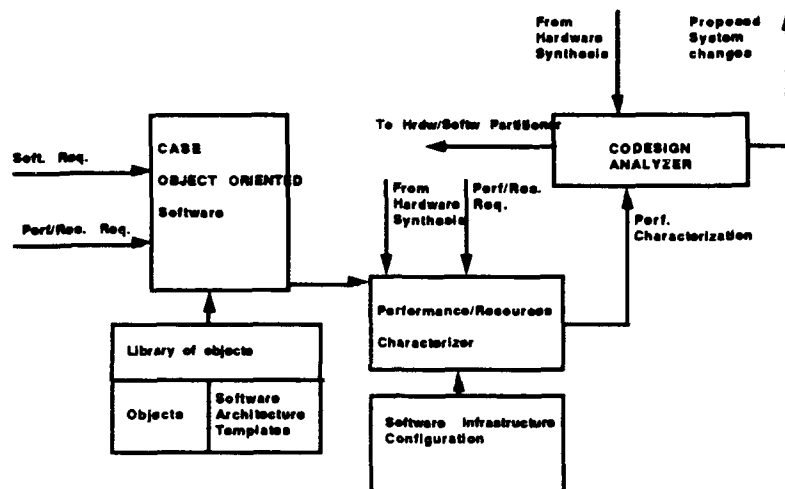 From
Hardware
Synthesis
Proposed
System
changes
To Hrdw/Softw Partitioner
CODESIGN
ANALYZER
CASE
OBJECT ORIENTED
Software
Soft. Req.
Perf/Res. Req.
From
Hardware
Synthesis
Perf/Res.
Req.
Perf.
Characterization
Performance/Resources
Characterizer
Library of objects
Objects
Software
Architecture
Templates
Software Infrastructure
Configuration